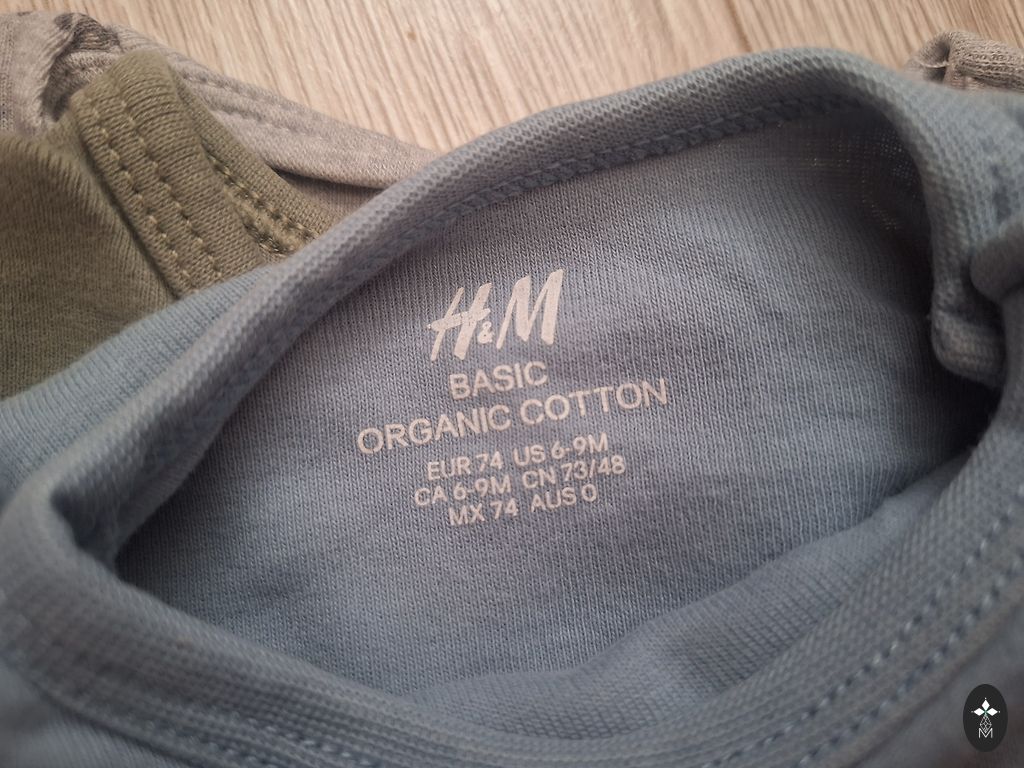 H&M
BASIC
ORGANIC COTTON
EUR 74 US 6-9M
CA 6-9M CN 73/48
MX 74 AUS 0
M